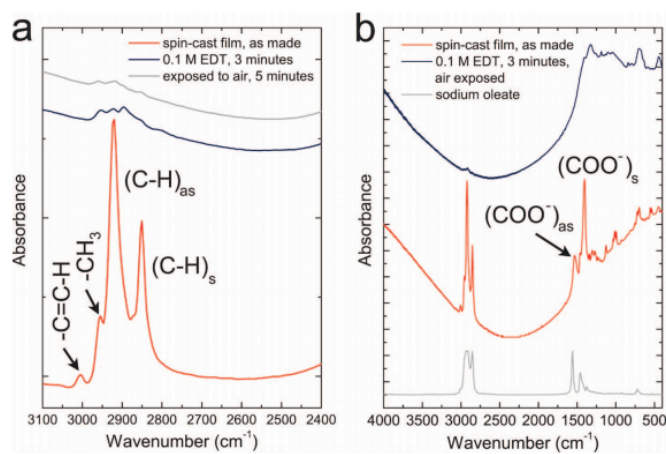 a
spin-cast film, as made
0.1 M EDT, 3 minutes
exposed to air, 5 minutes
(C-H)as
(C-H)s
-CH3
-C=C-H
Absorbance
3100 3000 2900 2800 2700 2600 2500 2400
Wavenumber (cm-1)
b
spin-cast film, as made
0.1 M EDT, 3 minutes,
air exposed
sodium oleate
(COO-)s
(COO-)as
Absorbance
4000 3500 3000 2500 2000 1500 1000 500
Wavenumber (cm-1)